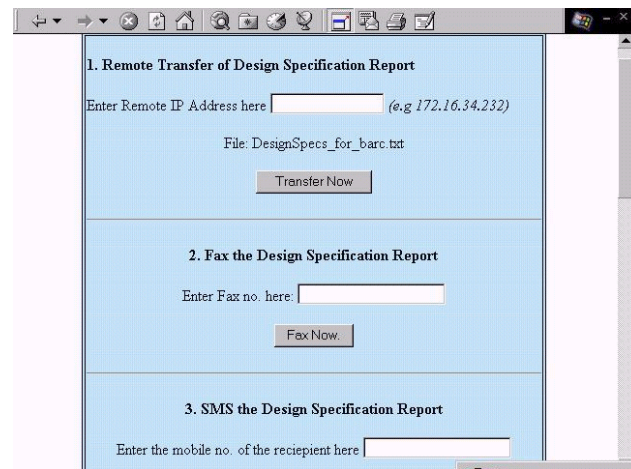 1. Remote Transfer of Design Specification Report
Enter Remote IP Address here (e.g 172.16.34.232)
File: DesignSpecs_for_barc.txt
Transfer Now
2. Fax the Design Specification Report
Enter Fax no. here:
Fax Now.
3. SMS the Design Specification Report
Enter the mobile no. of the reciepient here